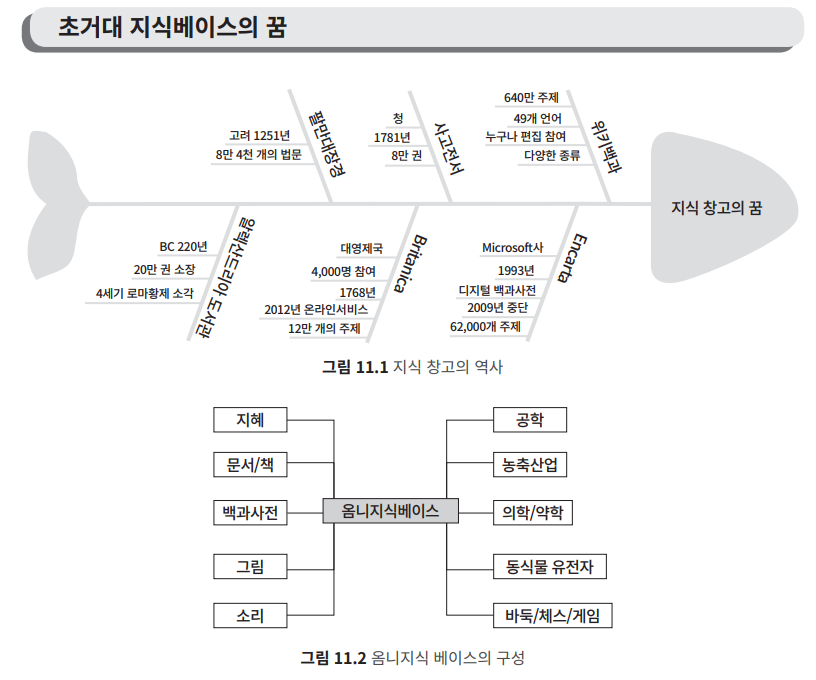 초거대 지식베이스의 꿈
팔만대장경
고려 1251년
8만 4천 개의 법문
사고전서
청
1781년
8만 권
위키백과
640만 주제
49개 언어
누구나 편집 참여
다양한 종류
지식 창고의 꿈
알렉산드리아 도서관
BC 220년
20만 권 소장
4세기 로마황제 소각
Britanica
대영제국
4,000명 참여
1768년
2012년 온라인서비스
12만 개의 주제
Encarta
Microsoft사
1993년
디지털 백과사전
2009년 중단
62,000개 주제
그림 11.1 지식 창고의 역사
지혜
문서/책
백과사전
그림
소리
옴니지식베이스
공학
농축산업
의학/약학
동식물 유전자
바둑/체스/게임
그림 11.2 옴니지식 베이스의 구성